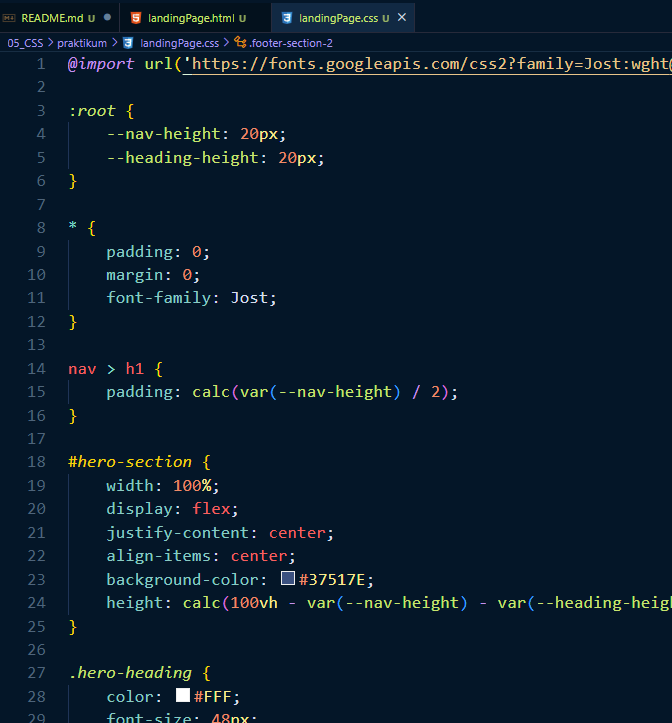 README.md U ● landingPage.html U landingPage.css U ×
05_CSS > praktikum > landingPage.css > .footer-section-2
1 @import url('https://fonts.googleapis.com/css2?family=Jost:wght@
2
3 :root {
4 --nav-height: 20px;
5 --heading-height: 20px;
6 }
7
8 * {
9 padding: 0;
10 margin: 0;
11 font-family: Jost;
12 }
13
14 nav > h1 {
15 padding: calc(var(--nav-height) / 2);
16 }
17
18 #hero-section {
19 width: 100%;
20 display: flex;
21 justify-content: center;
22 align-items: center;
23 background-color: #37517E;
24 height: calc(100vh - var(--nav-height) - var(--heading-heigh
25 }
26
27 .hero-heading {
28 color: #FFF;
29 font-size: 48px;